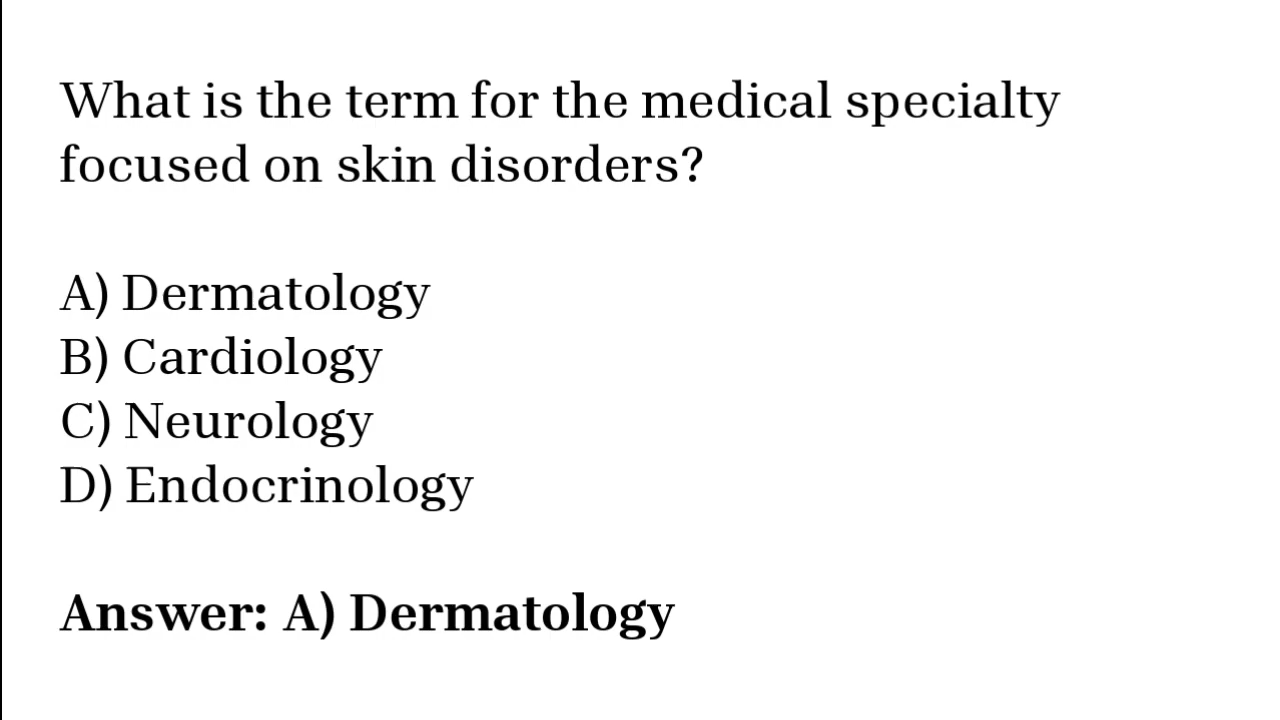 What is the term for the medical specialty
focused on skin disorders?
A) Dermatology
B) Cardiology
C) Neurology
D) Endocrinology
Answer: A) Dermatology